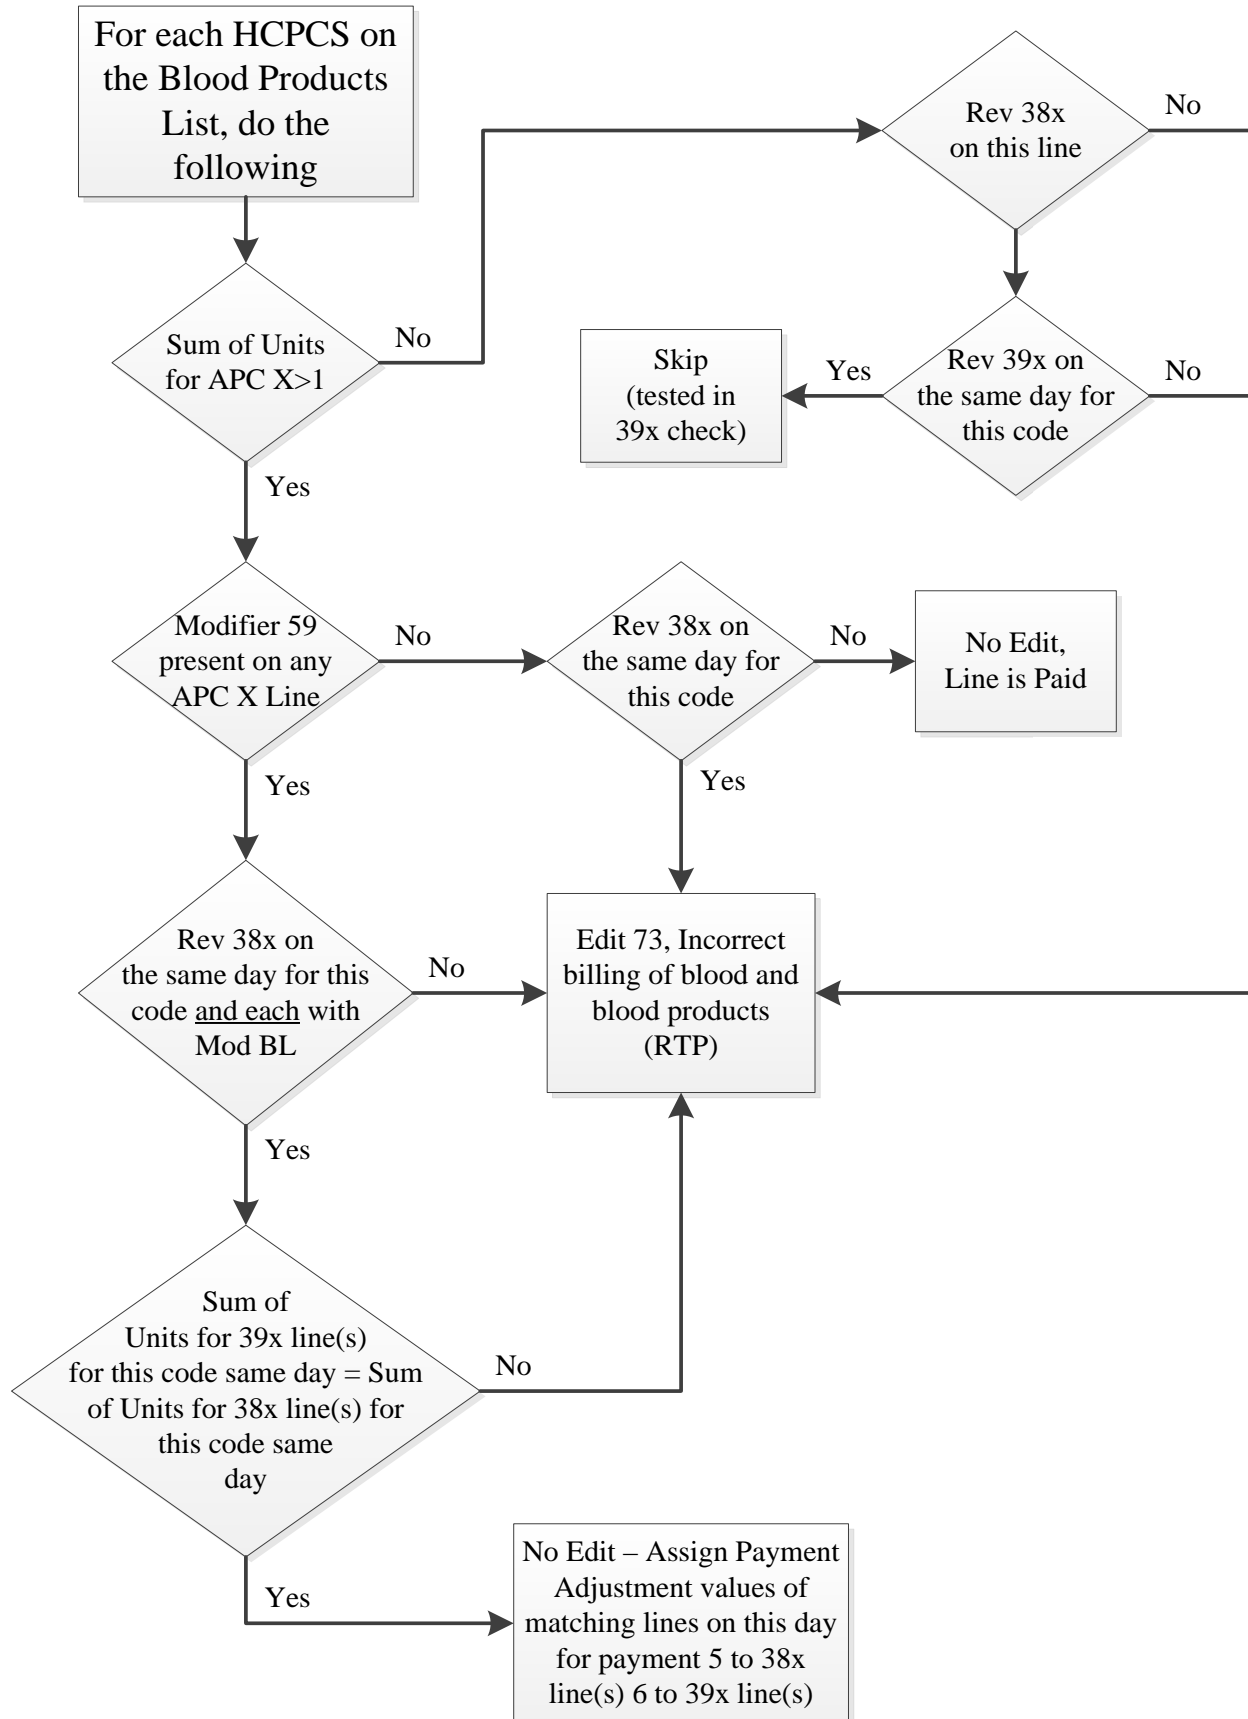 For each HCPCS on
the Blood Products
List, do the
following
Rev 38x
on this line
No
Sum of Units
for APC X>1
No
Yes
Skip
(tested in
39x check)
Yes
Rev 39x on
the same day for
this code
No
Modifier 59
present on any
APC X Line
No
Yes
Rev 38x on
the same day for
this code
No
Yes
No Edit,
Line is Paid
Rev 38x on
the same day for this
code and each with
Mod BL
No
Yes
Edit 73, Incorrect
billing of blood and
blood products
(RTP)
Sum of
Units for 39x line(s)
for this code same day = Sum
of Units for 38x line(s) for
this code same
day
No
Yes
No Edit – Assign Payment
Adjustment values of
matching lines on this day
for payment 5 to 38x
line(s) 6 to 39x line(s)